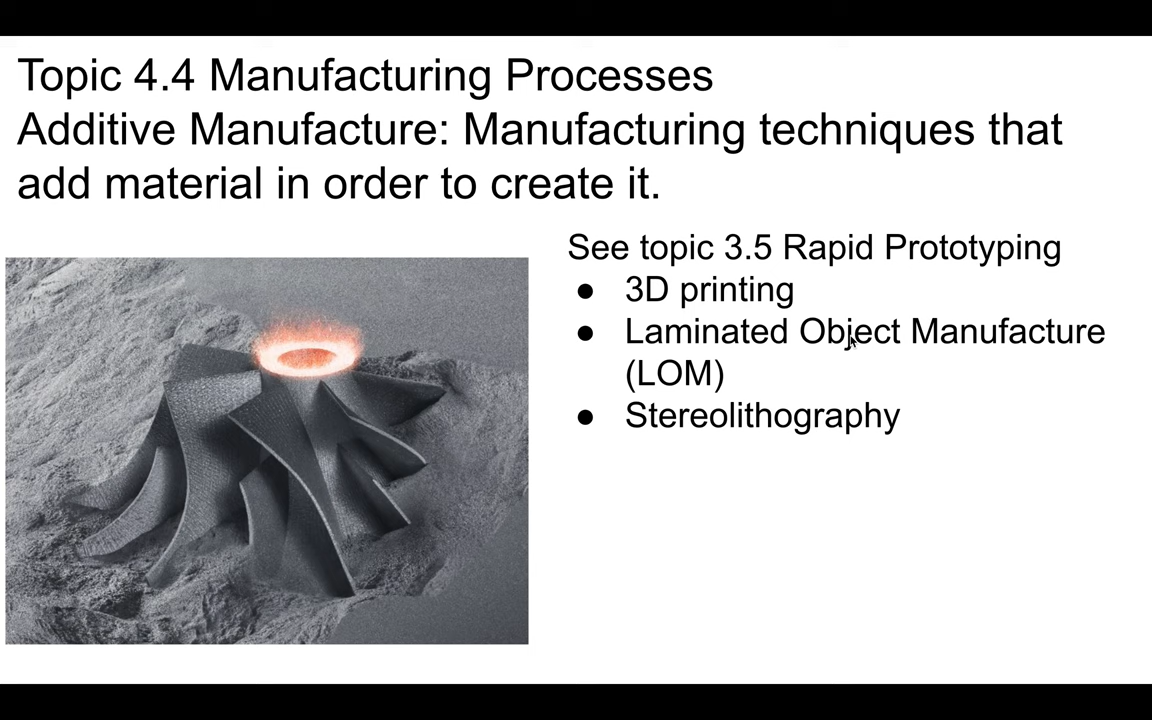 Topic 4.4 Manufacturing Processes
Additive Manufacture: Manufacturing techniques that
add material in order to create it.
See topic 3.5 Rapid Prototyping
● 3D printing
● Laminated Object Manufacture
(LOM)
● Stereolithography